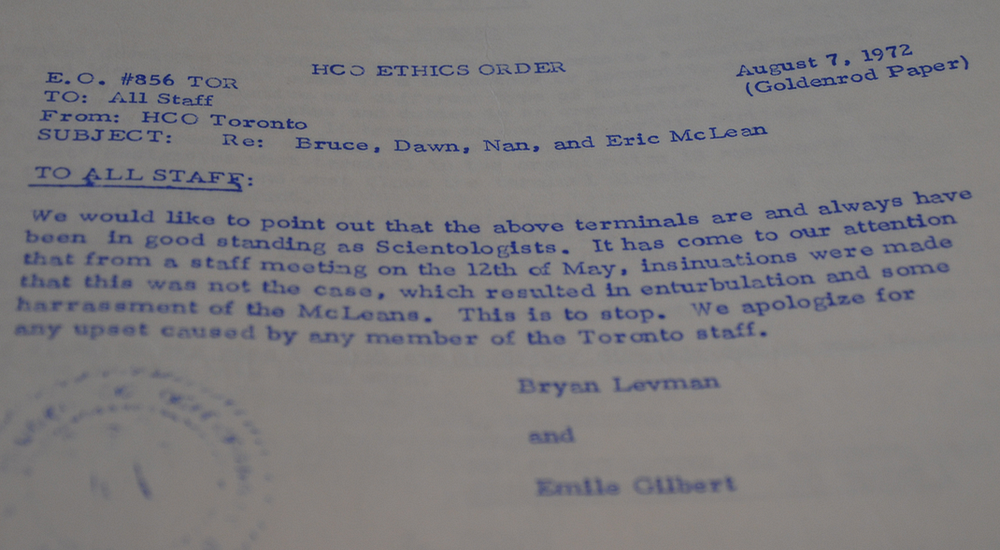 HCO ETHICS ORDER
August 7, 1972
(Goldenrod Paper)
E.O. #856 TOR
TO: All Staff
From: HCO Toronto
SUBJECT: Re: Bruce, Dawn, Nan, and Eric McLean
TO ALL STAFF:
We would like to point out that the above terminals are and always have
been in good standing as Scientologists. It has come to our attention
that from a staff meeting on the 12th of May, insinuations were made
that this was not the case, which resulted in enturbulation and some
harrassment of the McLeans. This is to stop. We apologize for
any upset caused by any member of the Toronto staff.
Bryan Levman
and
Emile Gilbert